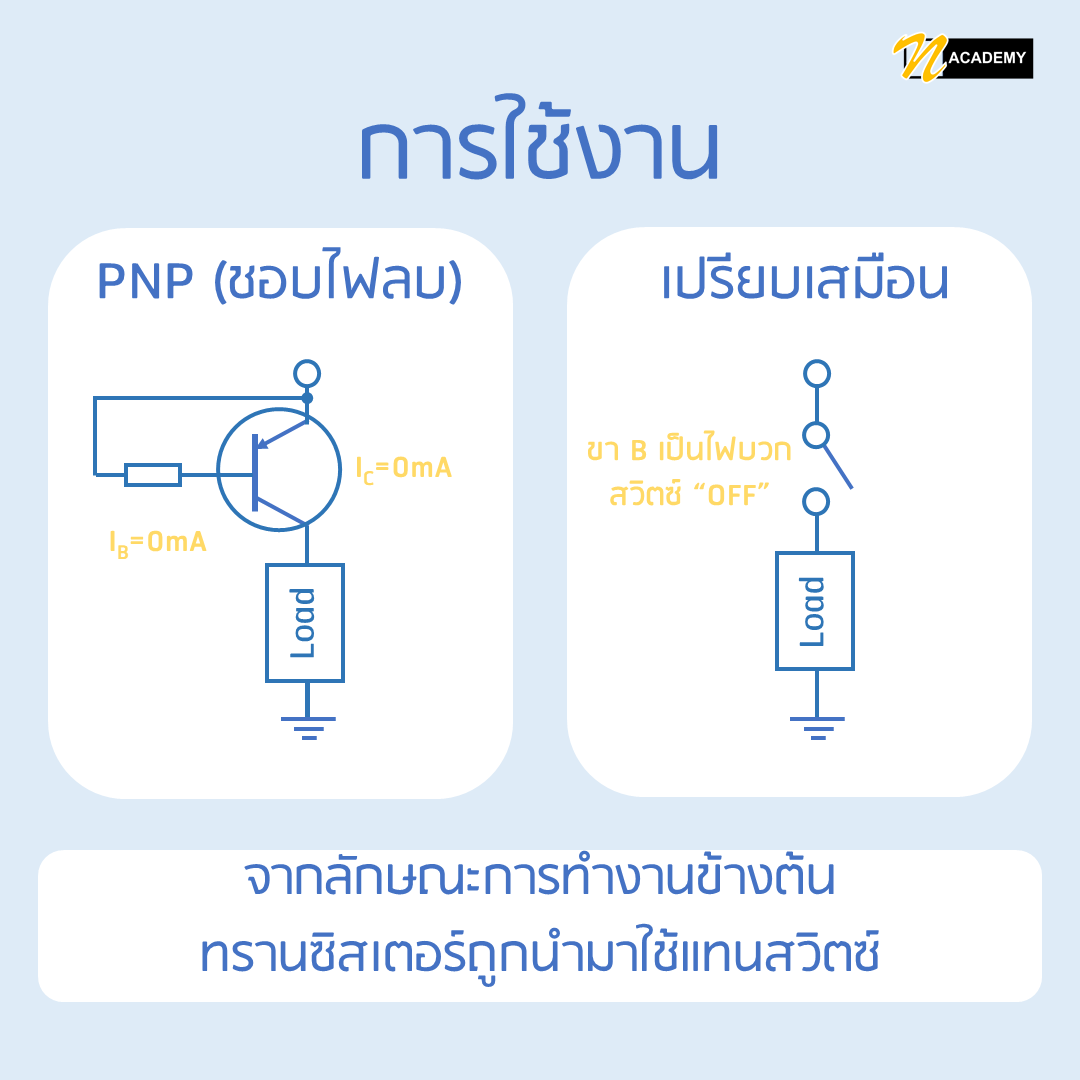 n ACADEMY
การใช้งาน
PNP (ชอบไฟลบ)
I_C=0mA
I_B=0mA
Load
เปรียบเสมือน
ขา B เป็นไฟบวก
สวิตซ์ “OFF”
Load
จากลักษณะการทำงานข้างต้น
ทรานซิสเตอร์ถูกนำมาใช้แทนสวิตซ์